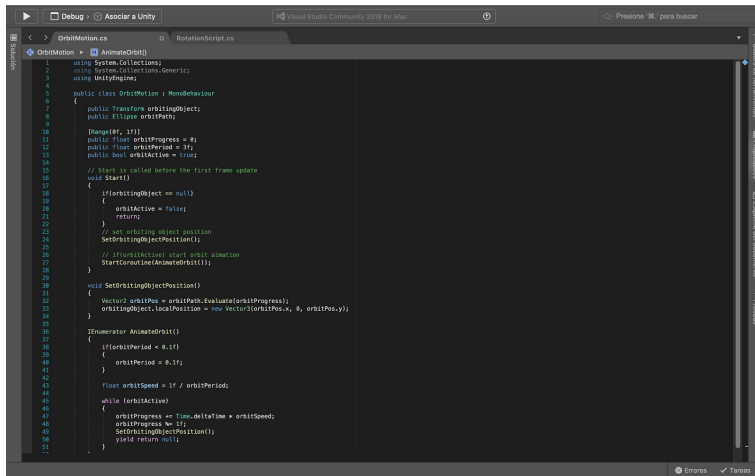 Debug › Asociar a Unity
Visual Studio Community 2019 for Mac
Presione '⌘.' para buscar
Solución
OrbitMotion.cs
RotationScript.cs
OrbitMotion ▸ AnimateOrbit()
1 using System.Collections;
2 using System.Collections.Generic;
3 using UnityEngine;
4
5 public class OrbitMotion : MonoBehaviour
6 {
7 public Transform orbitingObject;
8 public Ellipse orbitPath;
9
10 [Range(0f, 1f)]
11 public float orbitProgress = 0;
12 public float orbitPeriod = 3f;
13 public bool orbitActive = true;
14
15 // Start is called before the first frame update
16 void Start()
17 {
18 if(orbitingObject == null)
19 {
20 orbitActive = false;
21 return;
22 }
23 // set orbiting object position
24 SetOrbitingObjectPosition();
25
26 // if(orbitActive) start orbit aimation
27 StartCoroutine(AnimateOrbit());
28 }
29
30 void SetOrbitingObjectPosition()
31 {
32 Vector2 orbitPos = orbitPath.Evaluate(orbitProgress);
33 orbitingObject.localPosition = new Vector3(orbitPos.x, 0, orbitPos.y);
34 }
35
36 IEnumerator AnimateOrbit()
37 {
38 if(orbitPeriod < 0.1f)
39 {
40 orbitPeriod = 0.1f;
41 }
42
43 float orbitSpeed = 1f / orbitPeriod;
44
45 while (orbitActive)
46 {
47 orbitProgress += Time.deltaTime * orbitSpeed;
48 orbitProgress %= 1f;
49 SetOrbitingObjectPosition();
50 yield return null;
51 }
Errores
Tareas